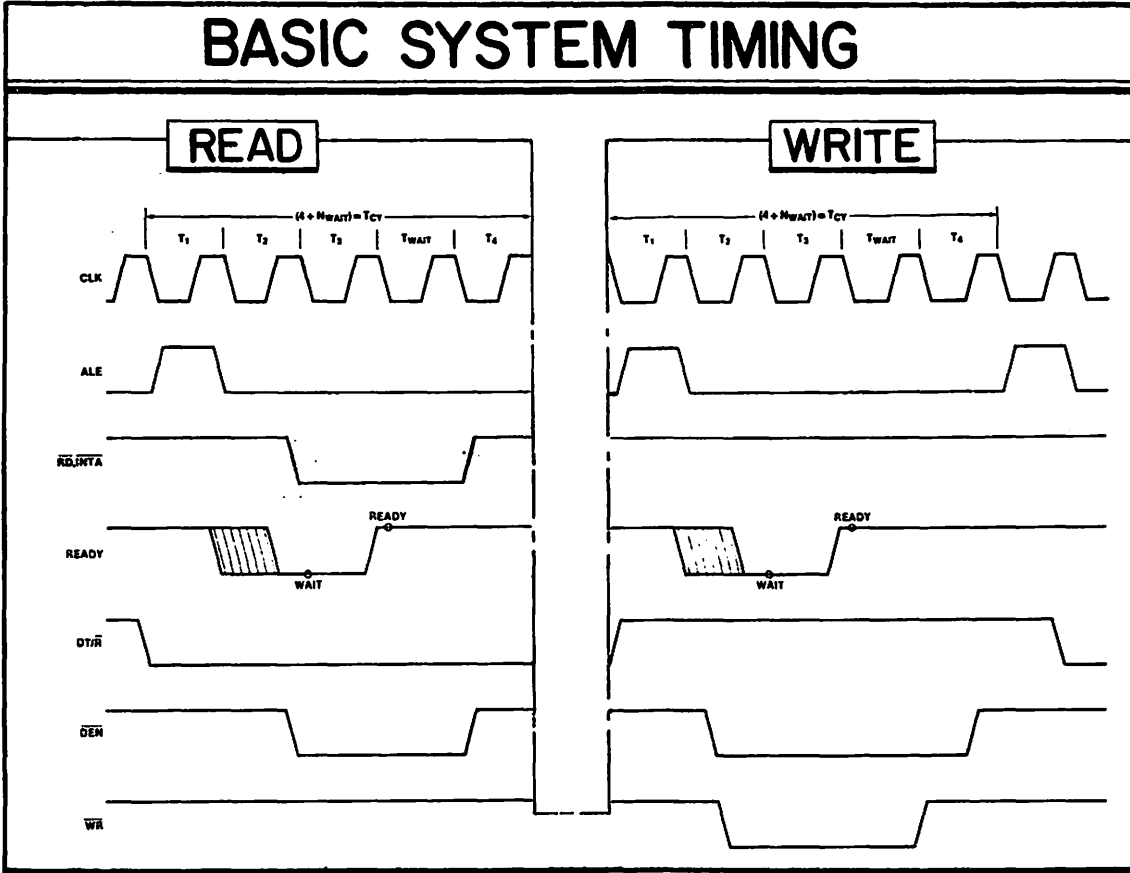 BASIC SYSTEM TIMING
READ WRITE
(4 + NWAIT) = TCY (4 + NWAIT) = TCY
T1 T2 T3 TWAIT T4 T1 T2 T3 TWAIT T4
CLK
ALE
RD,INTA
READY READY
READY
WAIT WAIT
DT/R
DEN
WR